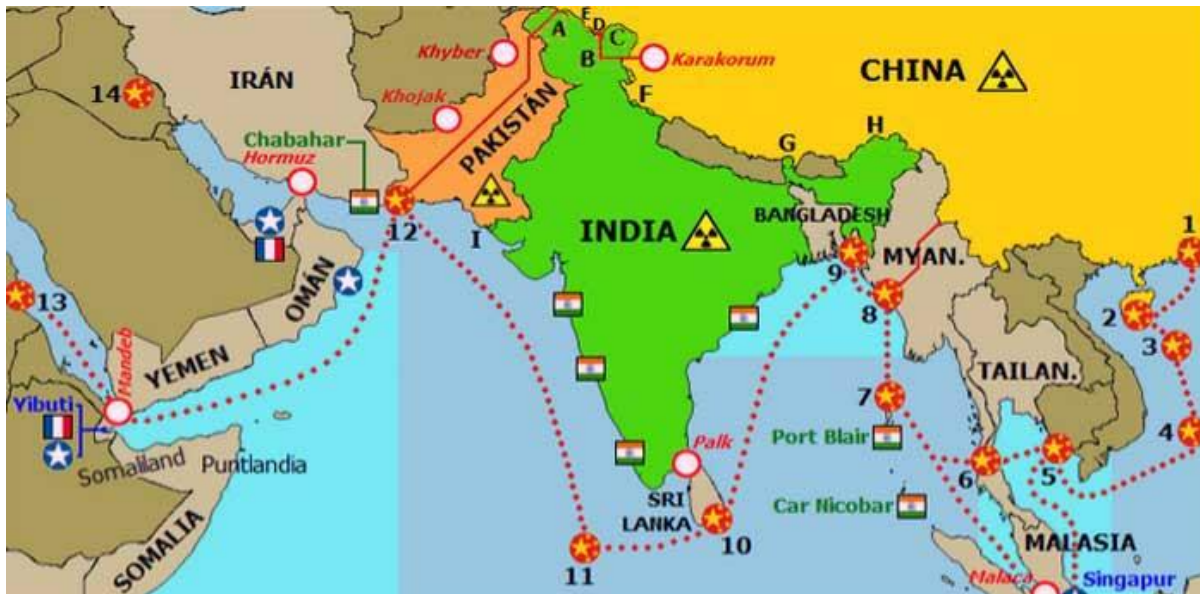 E
A
D
C
Khyber
B
Karakorum
IRÁN
CHINA
14
Khojak
F
PAKISTÁN
H
Chabahar
Hormuz
G
BANGLADESH
12
I
INDIA
MYAN.
1
9
13
OMÁN
8
2
3
Mandeb
YEMEN
TAILAN.
Yibuti
7
4
Port Blair
Palk
Somaliland
Puntlandia
6
5
SRI
LANKA
Car Nicobar
10
SOMALIA
MALASIA
11
Malaca
Singapur